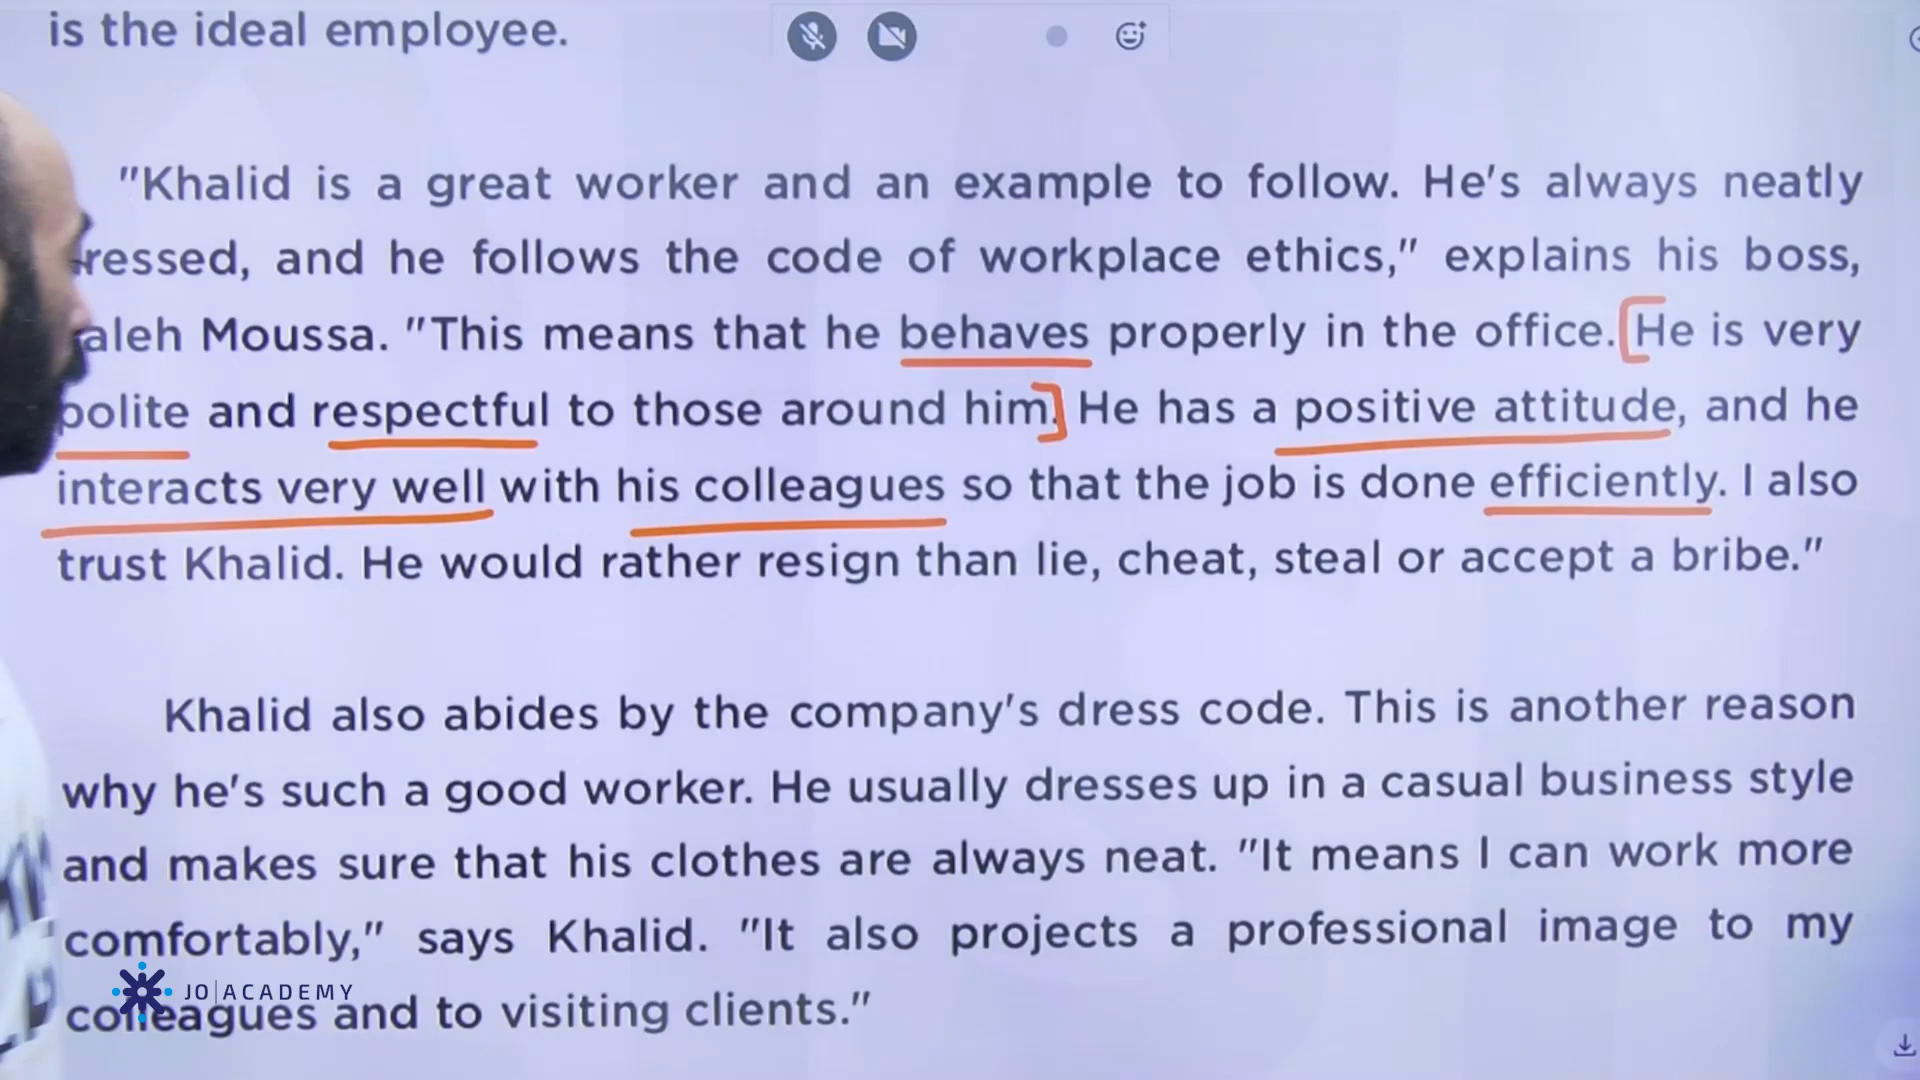 is the ideal employee.
"Khalid is a great worker and an example to follow. He's always neatly
ressed, and he follows the code of workplace ethics," explains his boss,
aleh Moussa. "This means that he behaves properly in the office. He is very
polite and respectful to those around him. He has a positive attitude, and he
interacts very well with his colleagues so that the job is done efficiently. I also
trust Khalid. He would rather resign than lie, cheat, steal or accept a bribe."
Khalid also abides by the company's dress code. This is another reason
why he's such a good worker. He usually dresses up in a casual business style
and makes sure that his clothes are always neat. "It means I can work more
comfortably," says Khalid. "It also projects a professional image to my
colleagues and to visiting clients."
JO|ACADEMY